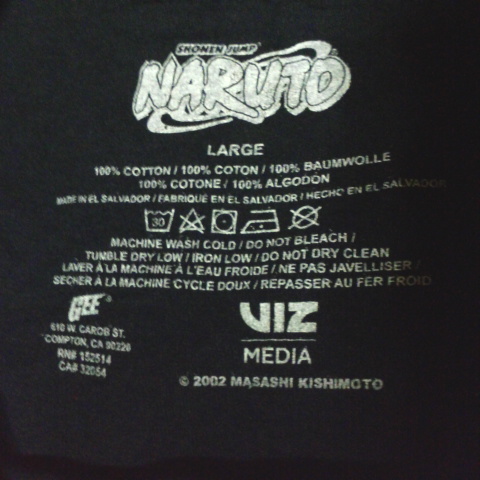 SHONEN JUMP
NARUTO
LARGE
100% COTTON / 100% COTON / 100% BAUMWOLLE
100% COTONE / 100% ALGODÓN
MADE IN EL SALVADOR / FABRIQUÉ EN EL SALVADOR / HECHO EN EL SALVADOR
30
MACHINE WASH COLD / DO NOT BLEACH /
TUMBLE DRY LOW / IRON LOW / DO NOT DRY CLEAN
LAVER À LA MACHINE À L'EAU FROIDE / NE PAS JAVELLISER /
SÉCHER À LA MACHINE CYCLE DOUX / REPASSER AU FER FROID
GTEE
610 W. CAROB ST.
COMPTON, CA 90220
RN# 152514
CA# 32054
VIZ
MEDIA
© 2002 MASASHI KISHIMOTO